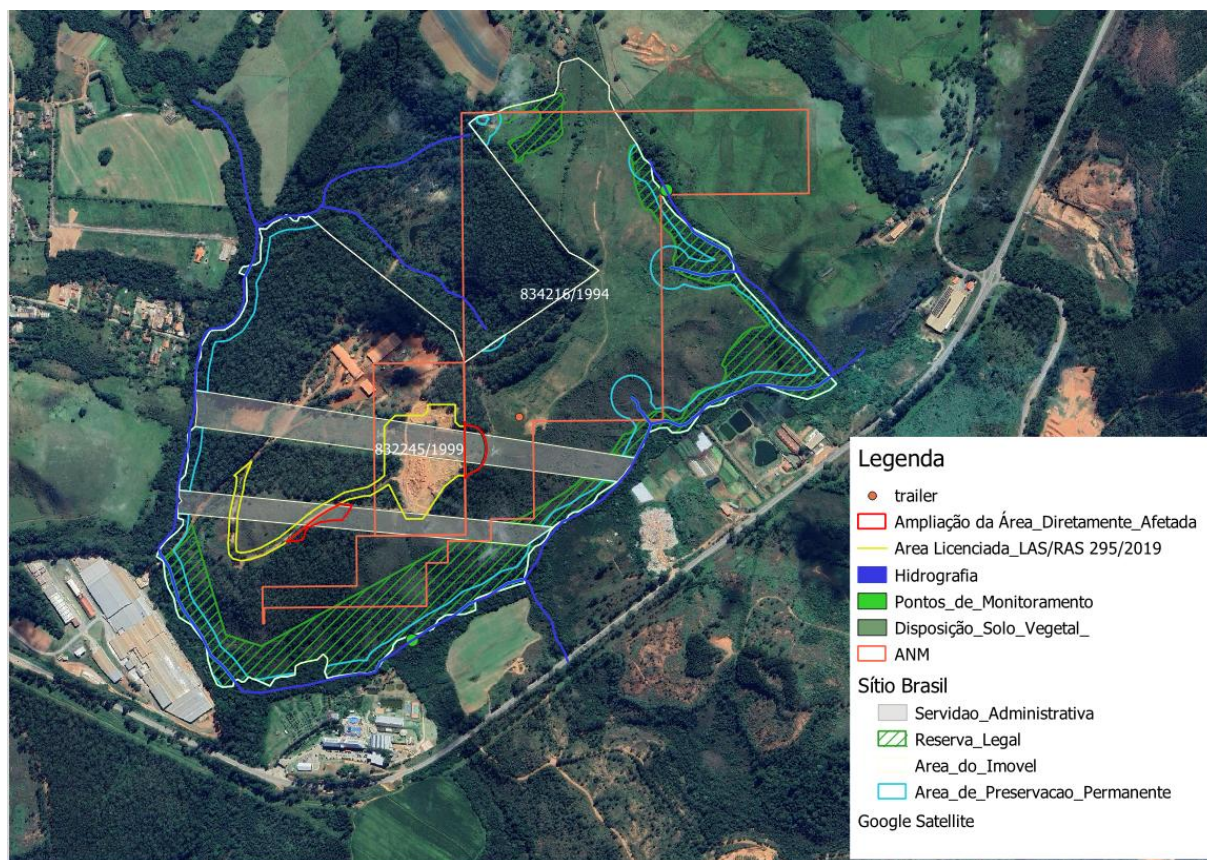 834216/1994
832245/1999
Legenda
trailer
Ampliação da Área_Diretamente_Afetada
Area Licenciada_LAS/RAS 295/2019
Hidrografia
Pontos_de_Monitoramento
Disposição_Solo_Vegetal_
ANM
Sítio Brasil
Servidao_Administrativa
Reserva_Legal
Area_do_Imovel
Area_de_Preservacao_Permanente
Google Satellite